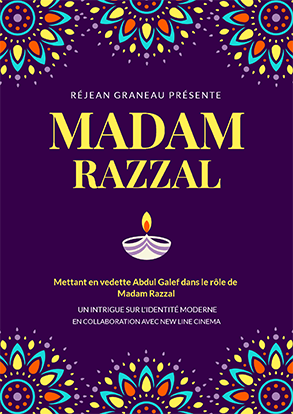 RÉJEAN GRANEAU PRÉSENTE
MADAM
RAZZAL
Mettant en vedette Abdul Galef dans le rôle de
Madam Razzal
UN INTRIGUE SUR L'IDENTITÉ MODERNE
EN COLLABORATION AVEC NEW LINE CINEMA